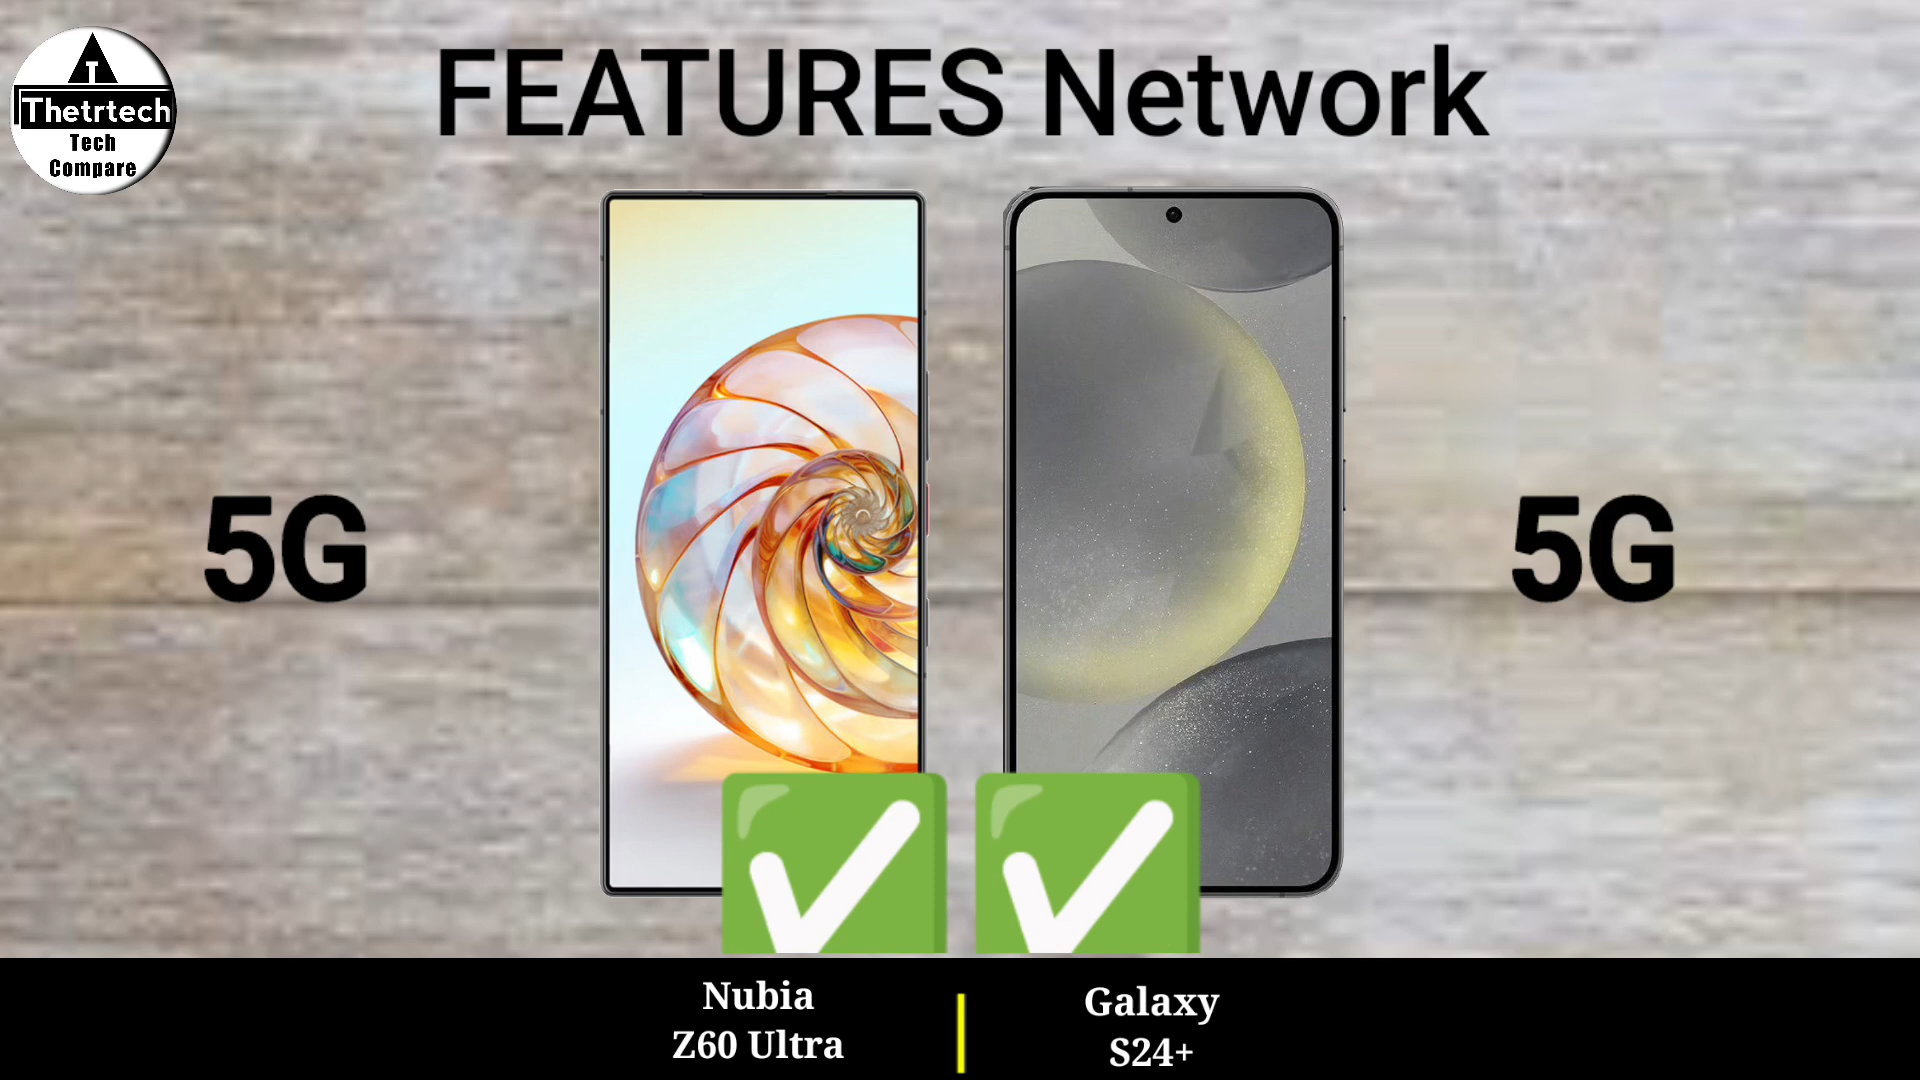 T
Thetrtech
Tech
Compare
FEATURES Network
5G
5G
Nubia
Z60 Ultra
Galaxy
S24+